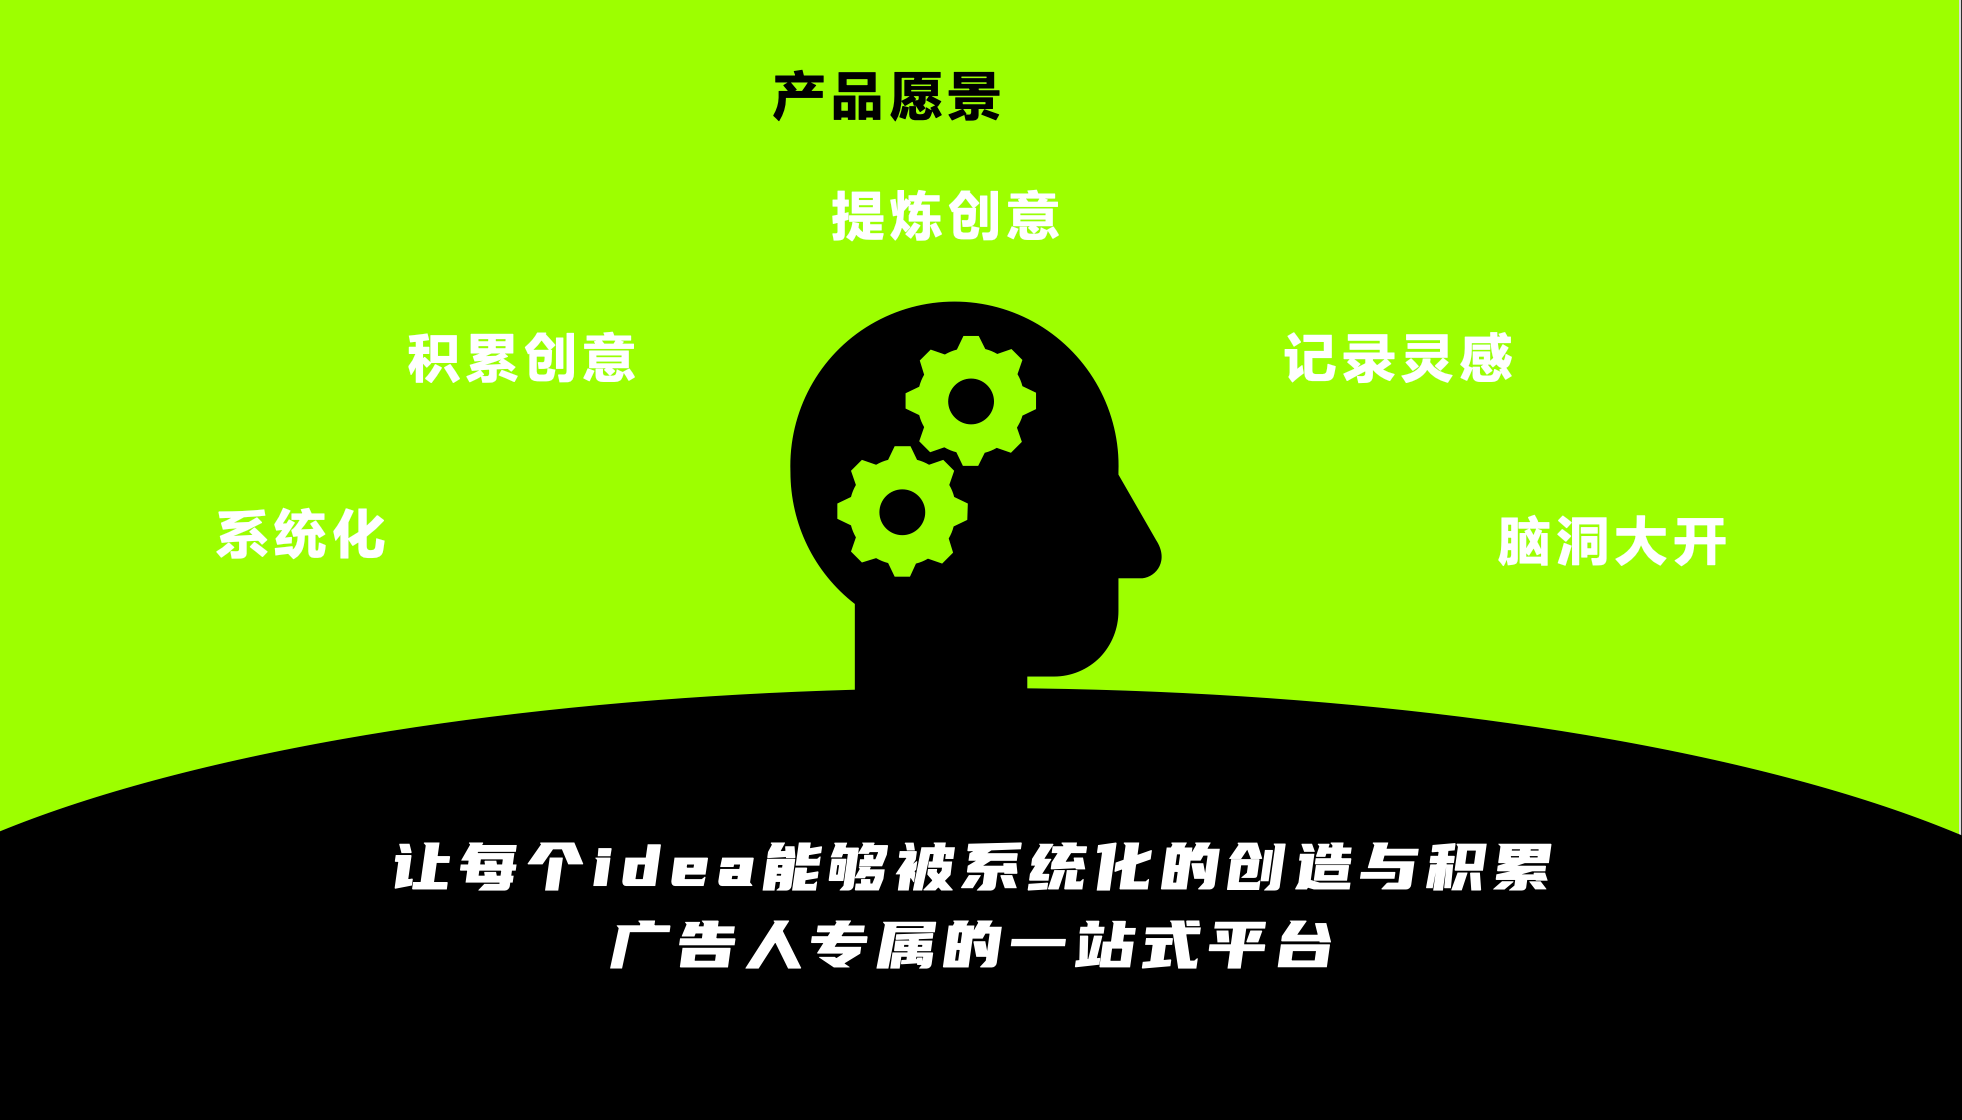 产品愿景
提炼创意
积累创意
记录灵感
系统化
脑洞大开
让每个idea能够被系统化的创造与积累
广告人专属的一站式平台